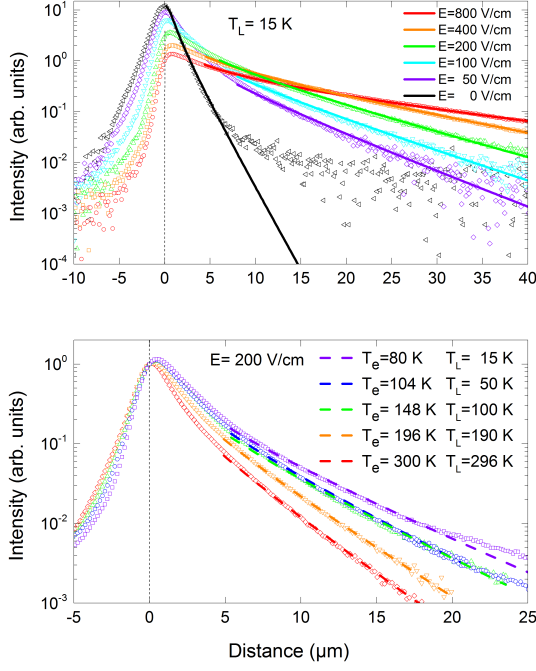 T_L= 15 K
E=800 V/cm
E=400 V/cm
E=200 V/cm
E=100 V/cm
E= 50 V/cm
E= 0 V/cm
Intensity (arb. units)
10^1
10^0
10^-1
10^-2
10^-3
10^-4
-10 -5 0 5 10 15 20 25 30 35 40
E= 200 V/cm
T_e=80 K T_L= 15 K
T_e=104 K T_L= 50 K
T_e= 148 K T_L=100 K
T_e= 196 K T_L=190 K
T_e= 300 K T_L=296 K
Intensity (arb. units)
10^0
10^-1
10^-2
10^-3
-5 0 5 10 15 20 25
Distance (µm)